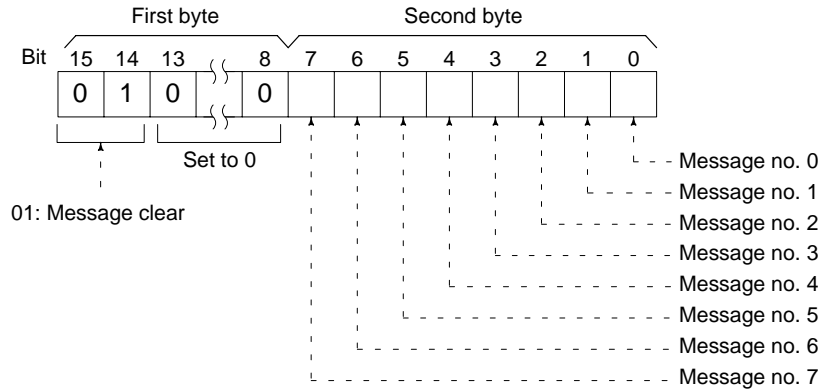 First byte Second byte
Bit 15 14 13 8 7 6 5 4 3 2 1 0
0 1 0 0
Set to 0
01: Message clear
Message no. 0
Message no. 1
Message no. 2
Message no. 3
Message no. 4
Message no. 5
Message no. 6
Message no. 7